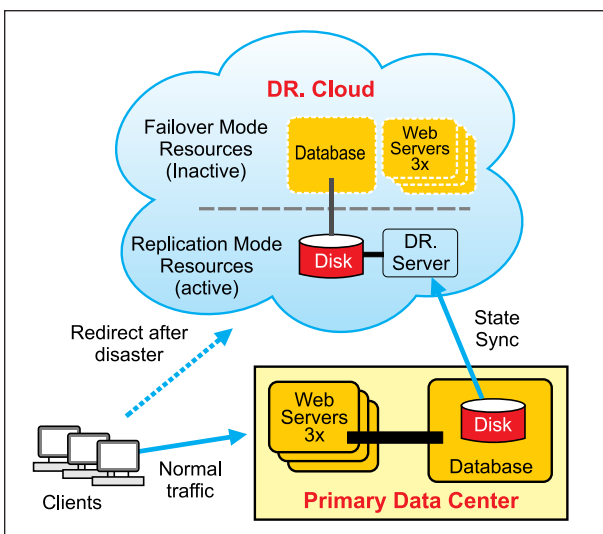 DR. Cloud
Failover Mode
Resources
(Inactive)
Database
Web
Servers
3x
Replication Mode
Resources
(active)
Disk
DR.
Server
Redirect after
disaster
State
Sync
Web
Servers
3x
Disk
Database
Normal
traffic
Clients
Primary Data Center